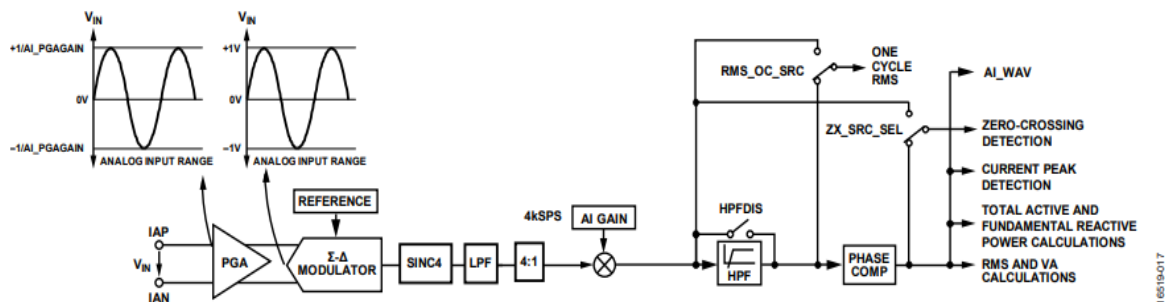 VIN
+1/AI_PGAGAIN
0V
–1/AI_PGAGAIN
ANALOG INPUT RANGE
VIN
+1V
0V
–1V
ANALOG INPUT RANGE
RMS_OC_SRC
ONE
CYCLE
RMS
AI_WAV
ZX_SRC_SEL
ZERO-CROSSING
DETECTION
CURRENT PEAK
DETECTION
TOTAL ACTIVE AND
FUNDAMENTAL REACTIVE
POWER CALCULATIONS
RMS AND VA
CALCULATIONS
REFERENCE
4kSPS
AI GAIN
HPFDIS
IAP
VIN
IAN
PGA
Σ-Δ
MODULATOR
SINC4
LPF
4:1
HPF
PHASE
COMP
6519-017